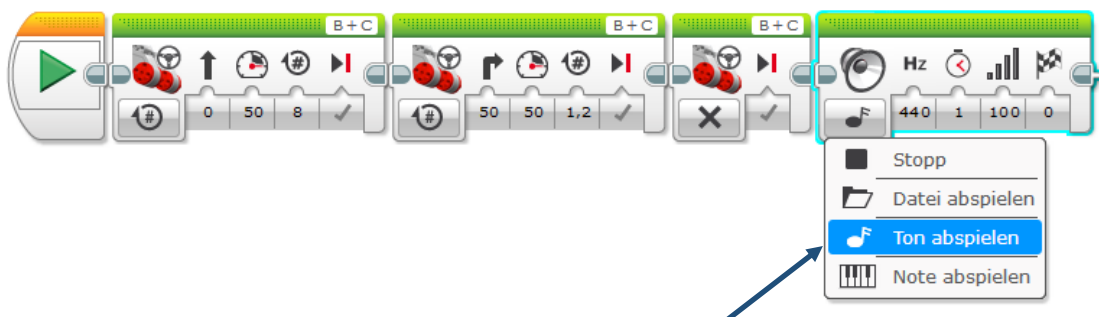 B+C B+C B+C
# # Hz
# 0 50 8 # 50 50 1,2 440 1 100 0
Stopp
Datei abspielen
Ton abspielen
Note abspielen